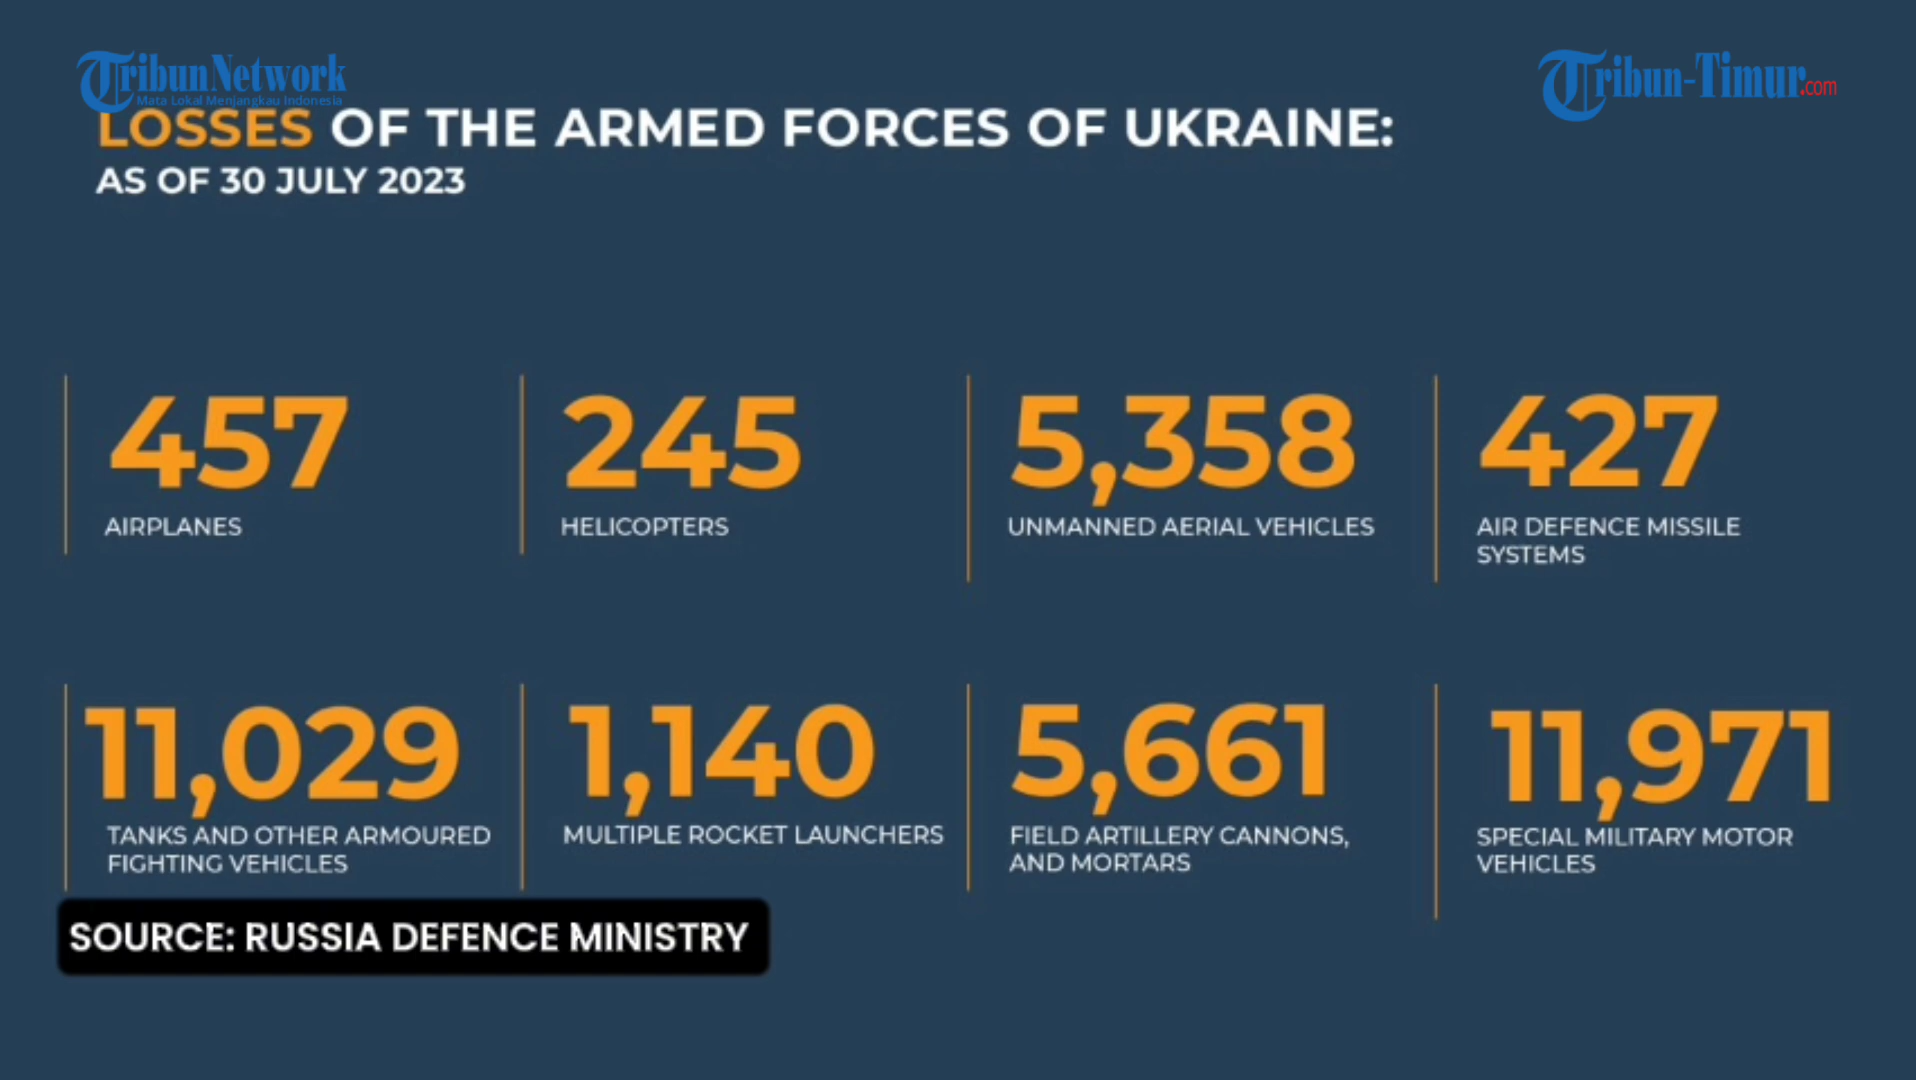 TribunNetwork
Mata Lokal Menjangkau Indonesia
Tribun-Timur.com
LOSSES OF THE ARMED FORCES OF UKRAINE:
AS OF 30 JULY 2023
457
AIRPLANES
245
HELICOPTERS
5,358
UNMANNED AERIAL VEHICLES
427
AIR DEFENCE MISSILE
SYSTEMS
11,029
TANKS AND OTHER ARMOURED
FIGHTING VEHICLES
1,140
MULTIPLE ROCKET LAUNCHERS
5,661
FIELD ARTILLERY CANNONS,
AND MORTARS
11,971
SPECIAL MILITARY MOTOR
VEHICLES
SOURCE: RUSSIA DEFENCE MINISTRY